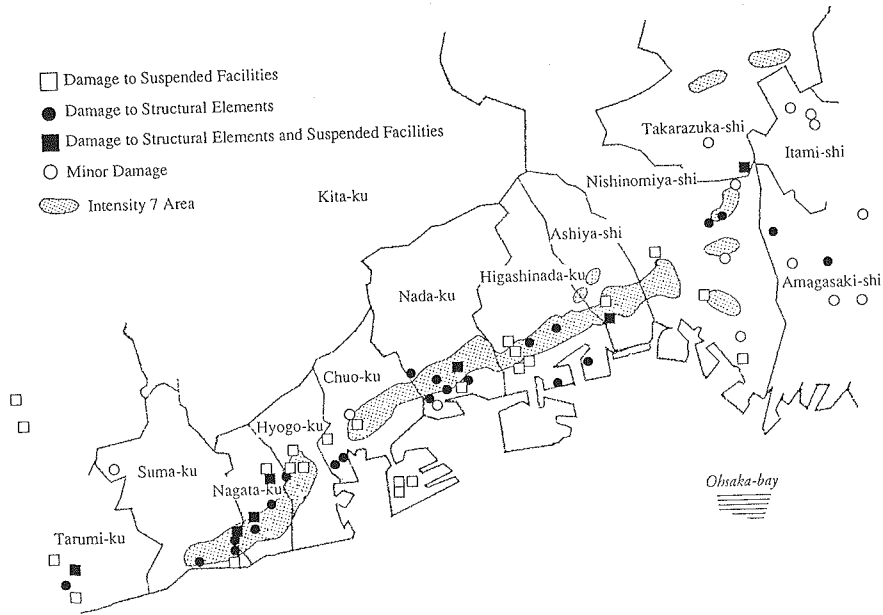 Damage to Suspended Facilities
Damage to Structural Elements
Damage to Structural Elements and Suspended Facilities
Minor Damage
Intensity 7 Area
Takarazuka-shi
Itami-shi
Nishinomiya-shi
Kita-ku
Ashiya-shi
Higashinada-ku
Amagasaki-shi
Nada-ku
Chuo-ku
Hyogo-ku
Suma-ku
Nagata-ku
Ohsaka-bay
Tarumi-ku